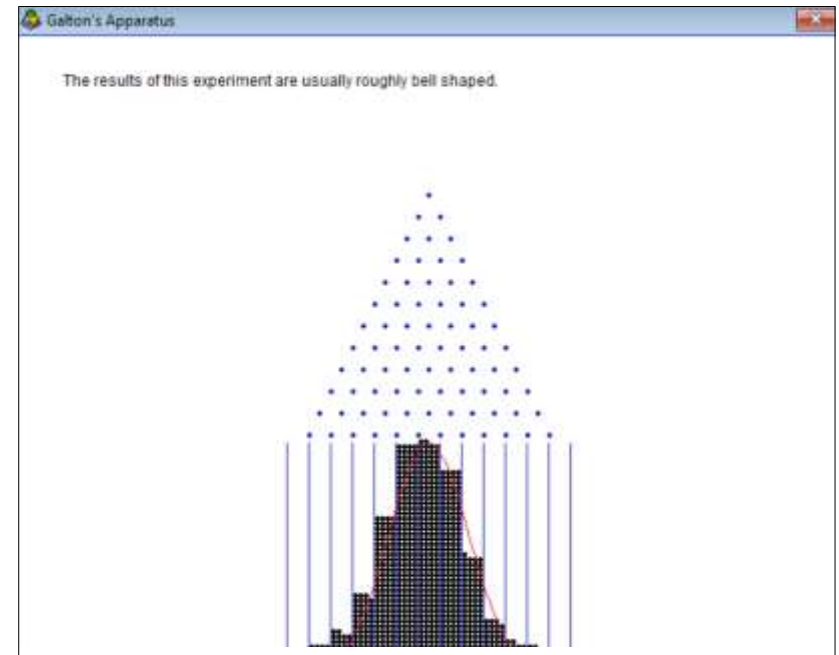 Galton's Apparatus
The results of this experiment are usually roughly bell shaped.